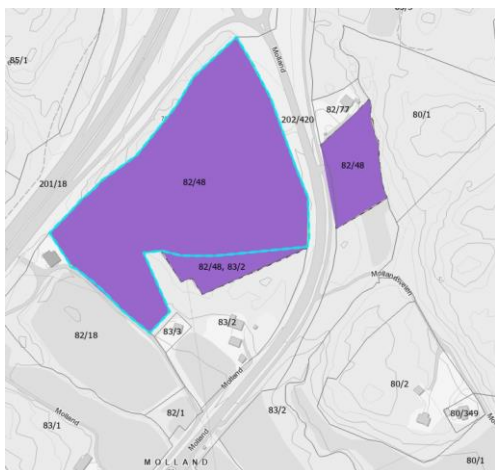 85/1
80/1
Molland
82/77
202/420
82/48
82/48
201/18
82/48, 83/2
Mollandsveien
82/18
83/3
83/2
Molland
80/2
82/1
83/2
80/349
Molland
83/1
Molland
MOLLAND
80/1